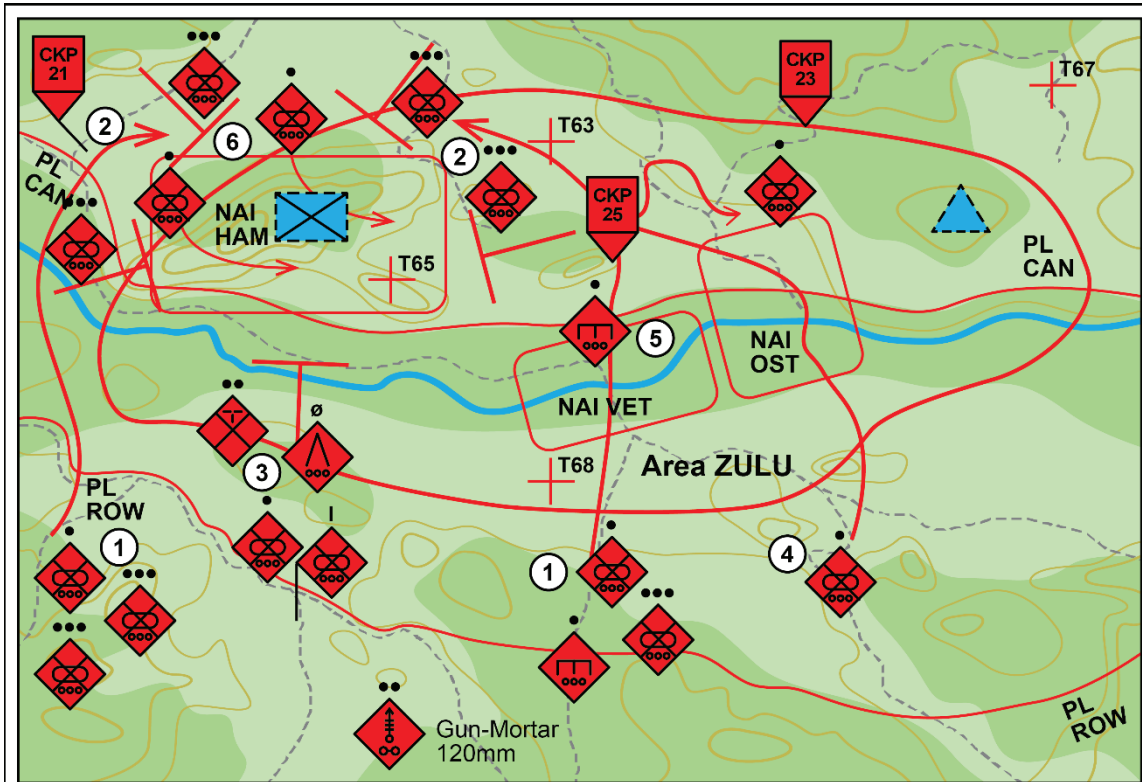 CKP
21
CKP
23
T67
2
6
T63
2
PL
CAN
CKP
25
NAI
HAM
T65
PL
CAN
5
NAI
OST
NAI VET
ø
3
T68
Area ZULU
PL
ROW
1
I
1
4
Gun-Mortar
120mm
PL
ROW